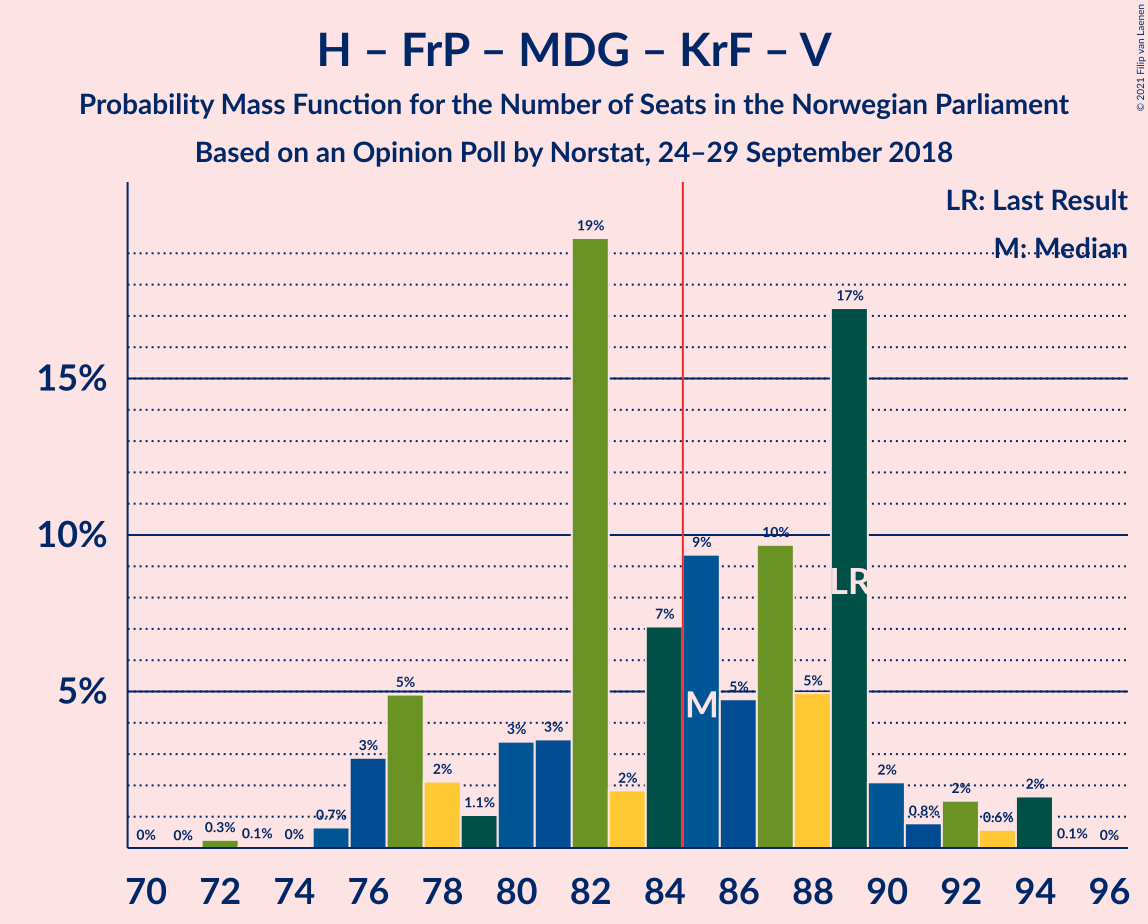 H – FrP – MDG – KrF – V
Probability Mass Function for the Number of Seats in the Norwegian Parliament
Based on an Opinion Poll by Norstat, 24–29 September 2018
© 2021 Filip van Laenen
LR: Last Result
M: Median
15%
10%
5%
0% 0% 0.3% 0.1% 0% 0.7% 3% 5% 2% 1.1% 3% 3% 19% 2% 7% 9% 5% 10% 5% 17% 2% 0.8% 2% 0.6% 2% 0.1% 0%
M
LR
70 72 74 76 78 80 82 84 86 88 90 92 94 96